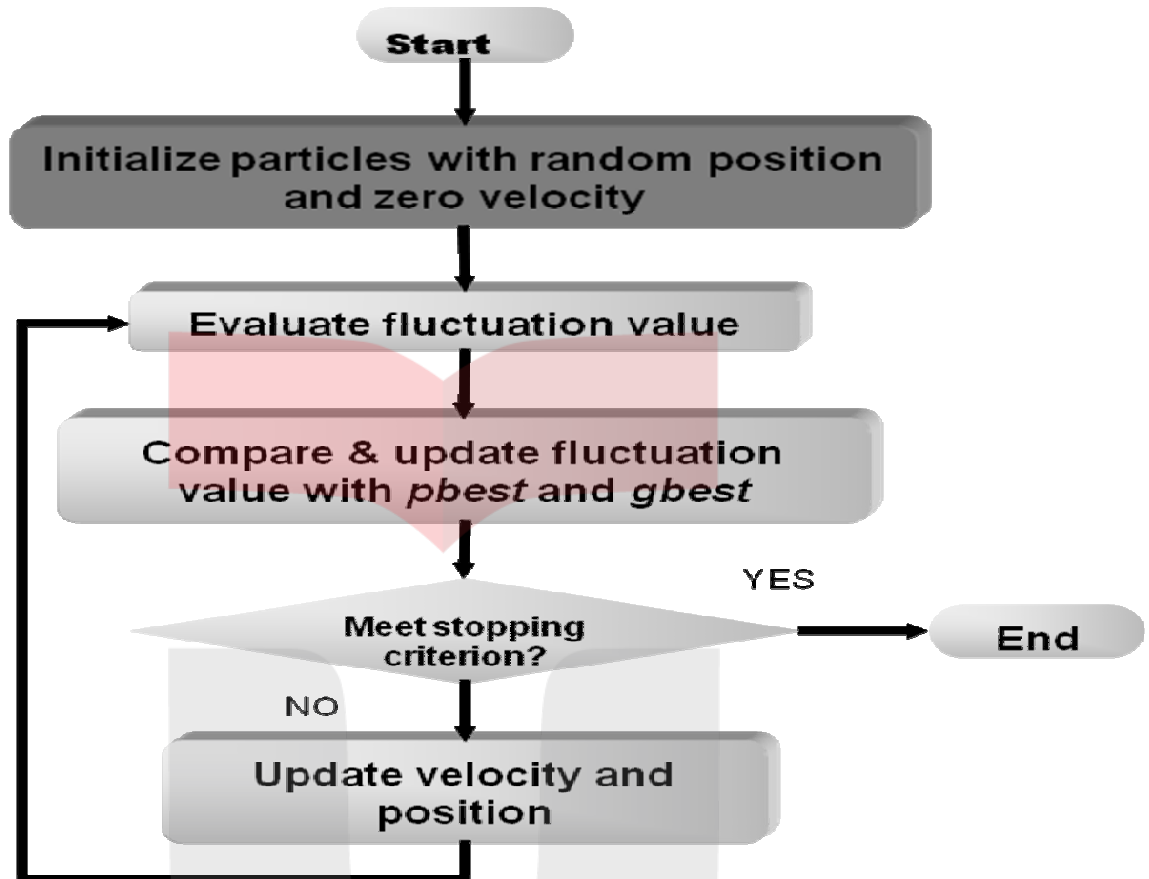 Start
Initialize particles with random position
and zero velocity
Evaluate fluctuation value
Compare & update fluctuation
value with pbest and gbest
YES
Meet stopping
criterion?
End
NO
Update velocity and
position